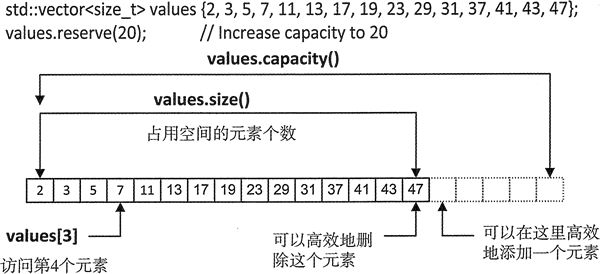 std::vector<size_t> values {2, 3, 5, 7, 11, 13, 17, 19, 23, 29, 31, 37, 41, 43, 47};
values.reserve(20); // Increase capacity to 20
values.capacity()
values.size()
占用空间的元素个数
2 3 5 7 11 13 17 19 23 29 31 37 41 43 47
values[3]
访问第4个元素
可以高效地删
除这个元素
可以在这里高效
地添加一个元素